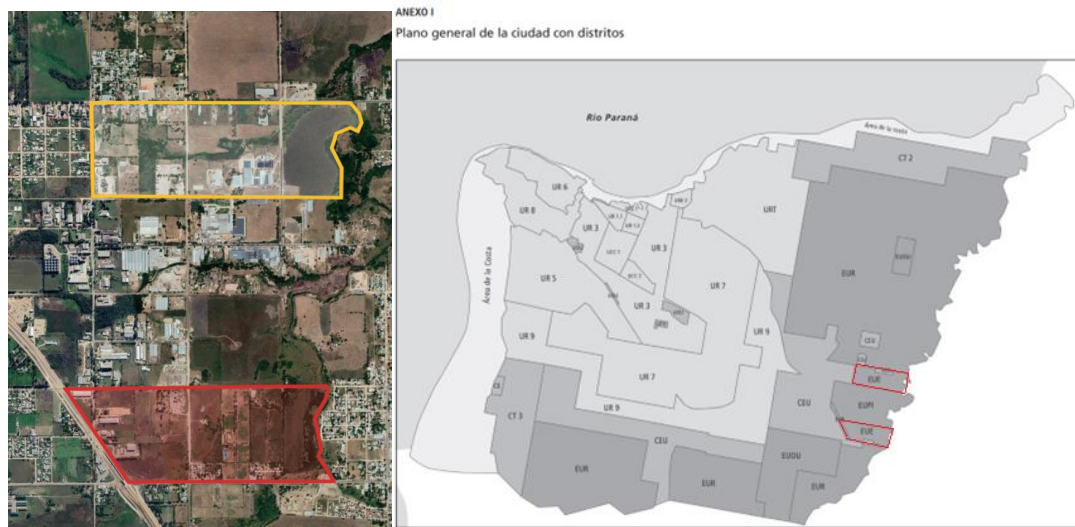 ANEXO I
Plano general de la ciudad con distritos
Río Paraná
Área de la costa
CT 2
UR 6
URT
UR 8
UR 3
UR 3
EUR
Área de la Costa
UR 5
UR 7
UR 3
UR 9
UR 9
CEU
EUE
UR 7
CEU
EUPI
CT 3
UR 9
EUE
CEU
EUDU
EUR
EUR
EUR